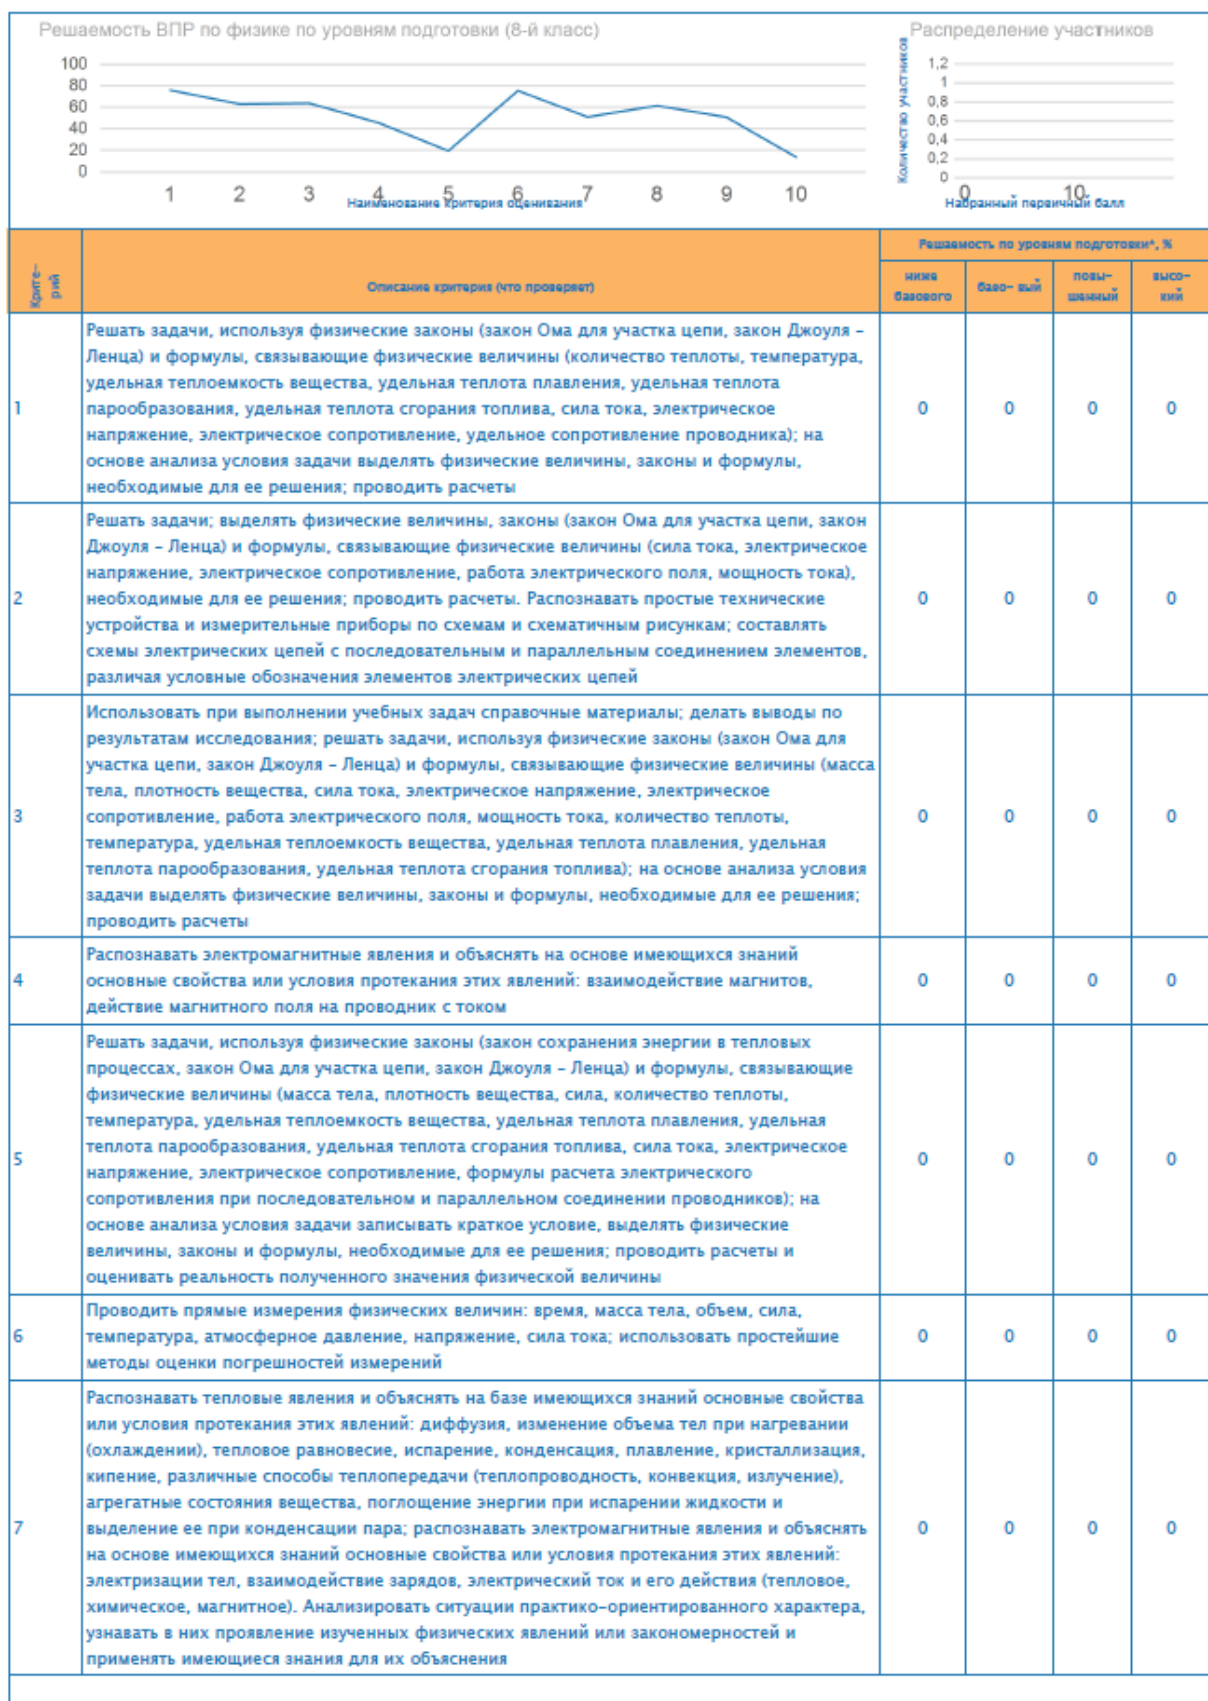 Решаемость ВПР по физике по уровням подготовки (8-й класс)
100
80
60
40
20
0
1 2 3 4 5 6 7 8 9 10
Наименование критерия оценивания
Распределение участников
Количество участников
1,2
1
0,8
0,6
0,4
0,2
0
0 10
Набранный первичный балл
Крите–
рий
Описание критерия (что проверяет)
Решаемость по уровням подготовки*, %
ниже
базового
базо– вый
повы–
шенный
высо–
кий
1
Решать задачи, используя физические законы (закон Ома для участка цепи, закон Джоуля –
Ленца) и формулы, связывающие физические величины (количество теплоты, температура,
удельная теплоемкость вещества, удельная теплота плавления, удельная теплота
парообразования, удельная теплота сгорания топлива, сила тока, электрическое
напряжение, электрическое сопротивление, удельное сопротивление проводника); на
основе анализа условия задачи выделять физические величины, законы и формулы,
необходимые для ее решения; проводить расчеты
0 0 0 0
2
Решать задачи; выделять физические величины, законы (закон Ома для участка цепи, закон
Джоуля – Ленца) и формулы, связывающие физические величины (сила тока, электрическое
напряжение, электрическое сопротивление, работа электрического поля, мощность тока),
необходимые для ее решения; проводить расчеты. Распознавать простые технические
устройства и измерительные приборы по схемам и схематичным рисункам; составлять
схемы электрических цепей с последовательным и параллельным соединением элементов,
различая условные обозначения элементов электрических цепей
0 0 0 0
3
Использовать при выполнении учебных задач справочные материалы; делать выводы по
результатам исследования; решать задачи, используя физические законы (закон Ома для
участка цепи, закон Джоуля – Ленца) и формулы, связывающие физические величины (масса
тела, плотность вещества, сила тока, электрическое напряжение, электрическое
сопротивление, работа электрического поля, мощность тока, количество теплоты,
температура, удельная теплоемкость вещества, удельная теплота плавления, удельная
теплота парообразования, удельная теплота сгорания топлива); на основе анализа условия
задачи выделять физические величины, законы и формулы, необходимые для ее решения;
проводить расчеты
0 0 0 0
4
Распознавать электромагнитные явления и объяснять на основе имеющихся знаний
основные свойства или условия протекания этих явлений: взаимодействие магнитов,
действие магнитного поля на проводник с током
0 0 0 0
5
Решать задачи, используя физические законы (закон сохранения энергии в тепловых
процессах, закон Ома для участка цепи, закон Джоуля – Ленца) и формулы, связывающие
физические величины (масса тела, плотность вещества, сила, количество теплоты,
температура, удельная теплоемкость вещества, удельная теплота плавления, удельная
теплота парообразования, удельная теплота сгорания топлива, сила тока, электрическое
напряжение, электрическое сопротивление, формулы расчета электрического
сопротивления при последовательном и параллельном соединении проводников); на
основе анализа условия задачи записывать краткое условие, выделять физические
величины, законы и формулы, необходимые для ее решения; проводить расчеты и
оценивать реальность полученного значения физической величины
0 0 0 0
6
Проводить прямые измерения физических величин: время, масса тела, объем, сила,
температура, атмосферное давление, напряжение, сила тока; использовать простейшие
методы оценки погрешностей измерений
0 0 0 0
7
Распознавать тепловые явления и объяснять на базе имеющихся знаний основные свойства
или условия протекания этих явлений: диффузия, изменение объема тел при нагревании
(охлаждении), тепловое равновесие, испарение, конденсация, плавление, кристаллизация,
кипение, различные способы теплопередачи (теплопроводность, конвекция, излучение),
агрегатные состояния вещества, поглощение энергии при испарении жидкости и
выделение ее при конденсации пара; распознавать электромагнитные явления и объяснять
на основе имеющихся знаний основные свойства или условия протекания этих явлений:
электризации тел, взаимодействие зарядов, электрический ток и его действия (тепловое,
химическое, магнитное). Анализировать ситуации практико–ориентированного характера,
узнавать в них проявление изученных физических явлений или закономерностей и
применять имеющиеся знания для их объяснения
0 0 0 0